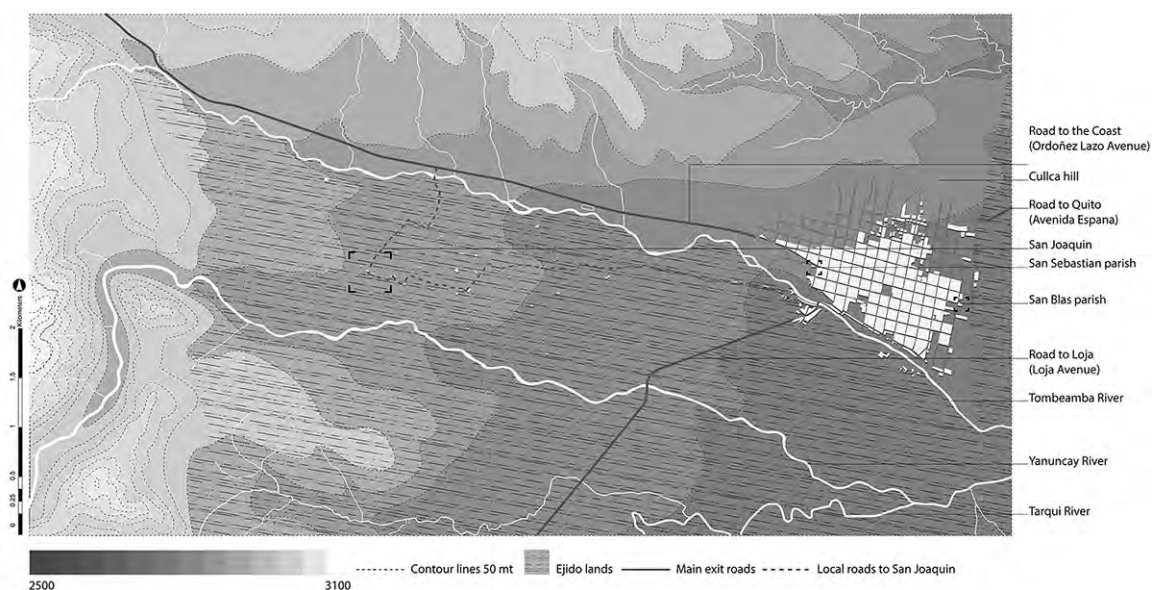 Road to the Coast
(Ordoñez Lazo Avenue)
Cullca hill
Road to Quito
(Avenida Espana)
San Joaquin
San Sebastian parish
San Blas parish
Road to Loja
(Loja Avenue)
Tombeamba River
Yanuncay River
Tarqui River
Kilometers
2
1.5
1
0.5
0.25
0
2500
3100
Contour lines 50 mt
Ejido lands
Main exit roads
Local roads to San Joaquin